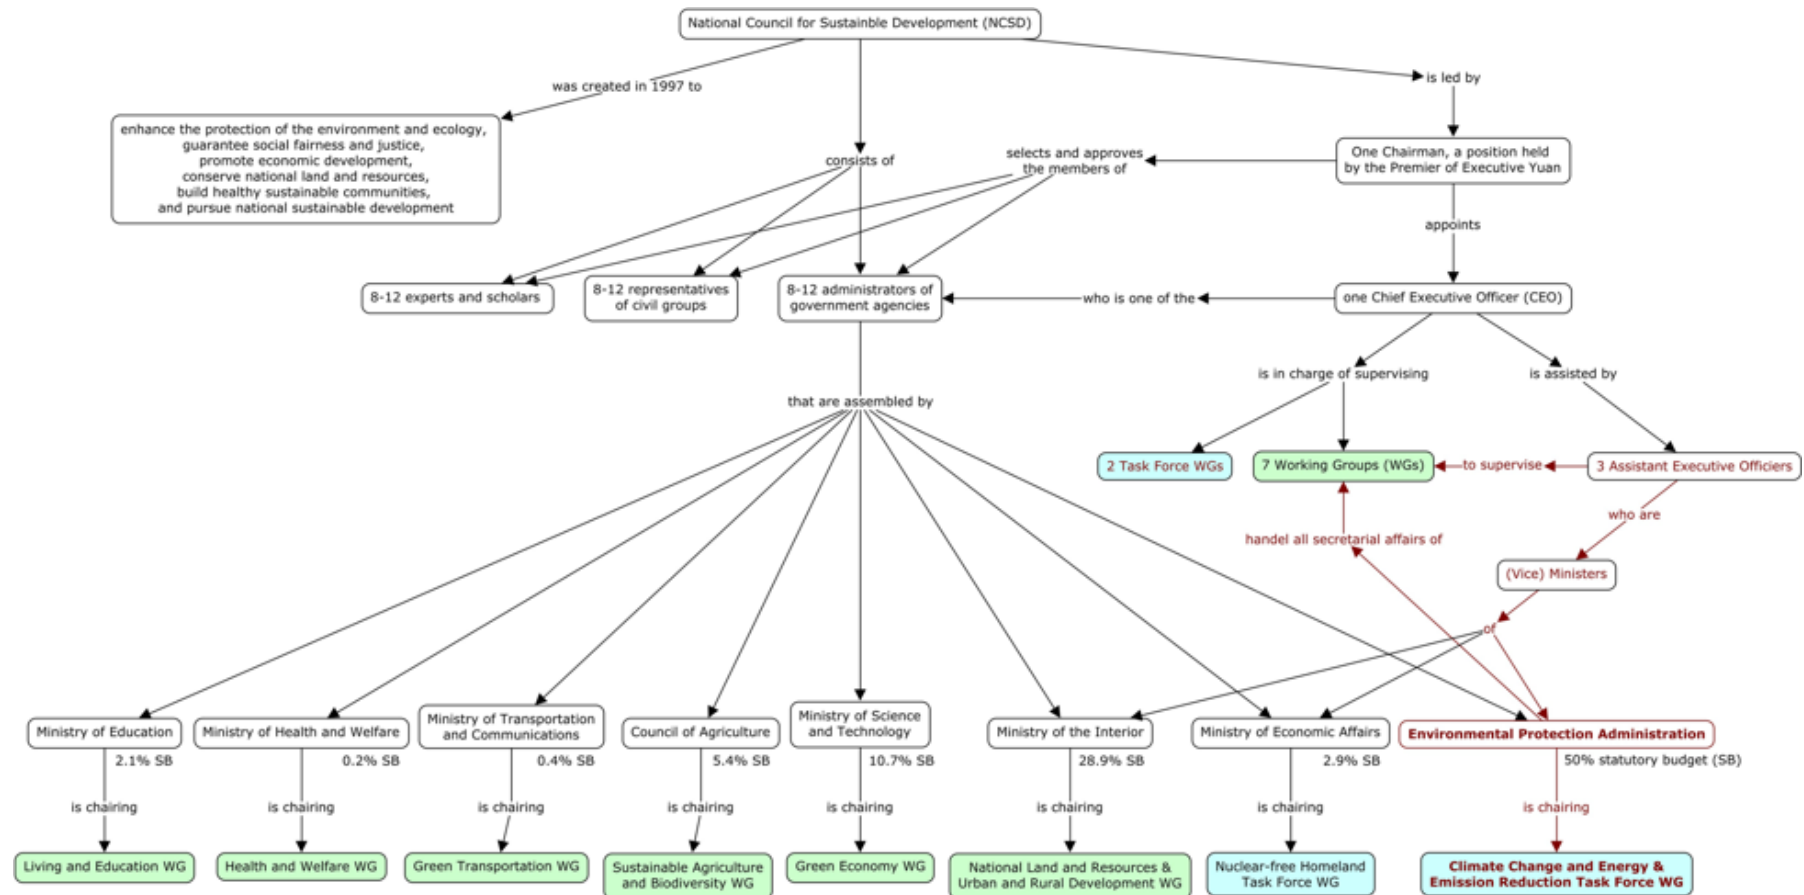 National Council for Sustainble Development (NCSD)
was created in 1997 to
is led by
enhance the protection of the environment and ecology,
guarantee social fairness and justice,
promote economic development,
conserve national land and resources,
build healthy sustainable communities,
and pursue national sustainable development
consists of
selects and approves
the members of
One Chairman, a position held
by the Premier of Executive Yuan
appoints
8-12 experts and scholars
8-12 representatives
of civil groups
8-12 administrators of
government agencies
who is one of the
one Chief Executive Officer (CEO)
is in charge of supervising
is assisted by
that are assembled by
2 Task Force WGs
7 Working Groups (WGs)
to supervise
3 Assistant Executive Officiers
who are
handel all secretarial affairs of
(Vice) Ministers
of
Ministry of Education
Ministry of Health and Welfare
Ministry of Transportation
and Communications
Council of Agriculture
Ministry of Science
and Technology
Ministry of the Interior
Ministry of Economic Affairs
Environmental Protection Administration
2.1% SB
0.2% SB
0.4% SB
5.4% SB
10.7% SB
28.9% SB
2.9% SB
50% statutory budget (SB)
is chairing
is chairing
is chairing
is chairing
is chairing
is chairing
is chairing
is chairing
Living and Education WG
Health and Welfare WG
Green Transportation WG
Sustainable Agriculture
and Biodiversity WG
Green Economy WG
National Land and Resources &
Urban and Rural Development WG
Nuclear-free Homeland
Task Force WG
Climate Change and Energy &
Emission Reduction Task Force WG